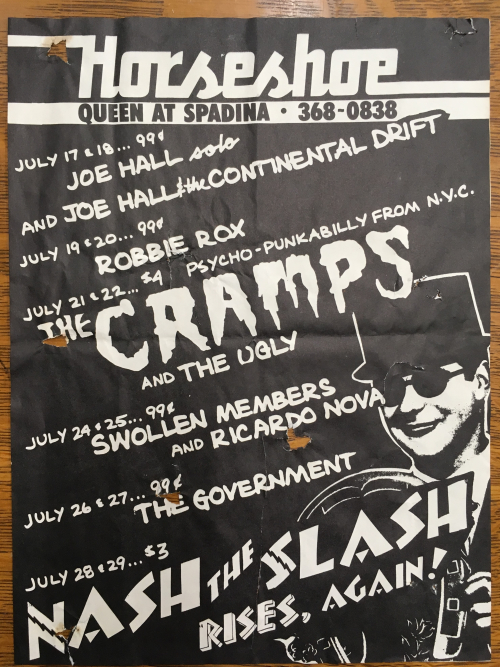 Horseshoe
QUEEN AT SPADINA • 368-0838
JULY 17 & 18... 99¢
JOE HALL solo
AND JOE HALL & the CONTINENTAL DRIFT
JULY 19 & 20... 99¢
ROBBIE ROX
JULY 21 & 22... $4 PSYCHO-PUNKABILLY FROM N.Y.C.
THE CRAMPS
AND THE UGLY
JULY 24 & 25... 99¢
SWOLLEN MEMBERS
AND RICARDO NOVA
JULY 26 & 27... 99¢
THE GOVERNMENT
JULY 28 & 29... $3
NASH THE SLASH
RISES, AGAIN!